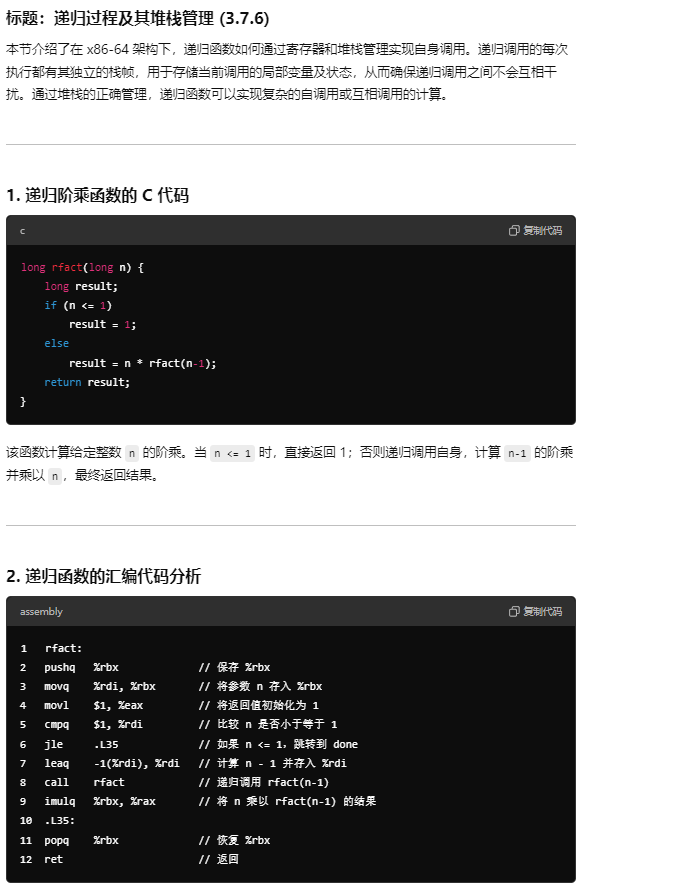 标题：递归过程及其堆栈管理 (3.7.6)
本节介绍了在 x86-64 架构下，递归函数如何通过寄存器和堆栈管理实现自身调用。递归调用的每次
执行都有其独立的栈帧，用于存储当前调用的局部变量及状态，从而确保递归调用之间不会互相干
扰。通过堆栈的正确管理，递归函数可以实现复杂的自调用或互相调用的计算。
1. 递归阶乘函数的 C 代码
c 复制代码
long rfact(long n) {
    long result;
    if (n <= 1)
        result = 1;
    else
        result = n * rfact(n-1);
    return result;
}
该函数计算给定整数 n 的阶乘。当 n <= 1 时，直接返回 1；否则递归调用自身，计算 n-1 的阶乘
并乘以 n，最终返回结果。
2. 递归函数的汇编代码分析
assembly 复制代码
1 rfact:
2 pushq %rbx // 保存 %rbx
3 movq %rdi, %rbx // 将参数 n 存入 %rbx
4 movl $1, %eax // 将返回值初始化为 1
5 cmpq $1, %rdi // 比较 n 是否小于等于 1
6 jle .L35 // 如果 n <= 1，跳转到 done
7 leaq -1(%rdi), %rdi // 计算 n - 1 并存入 %rdi
8 call rfact // 递归调用 rfact(n-1)
9 imulq %rbx, %rax // 将 n 乘以 rfact(n-1) 的结果
10 .L35:
11 popq %rbx // 恢复 %rbx
12 ret // 返回